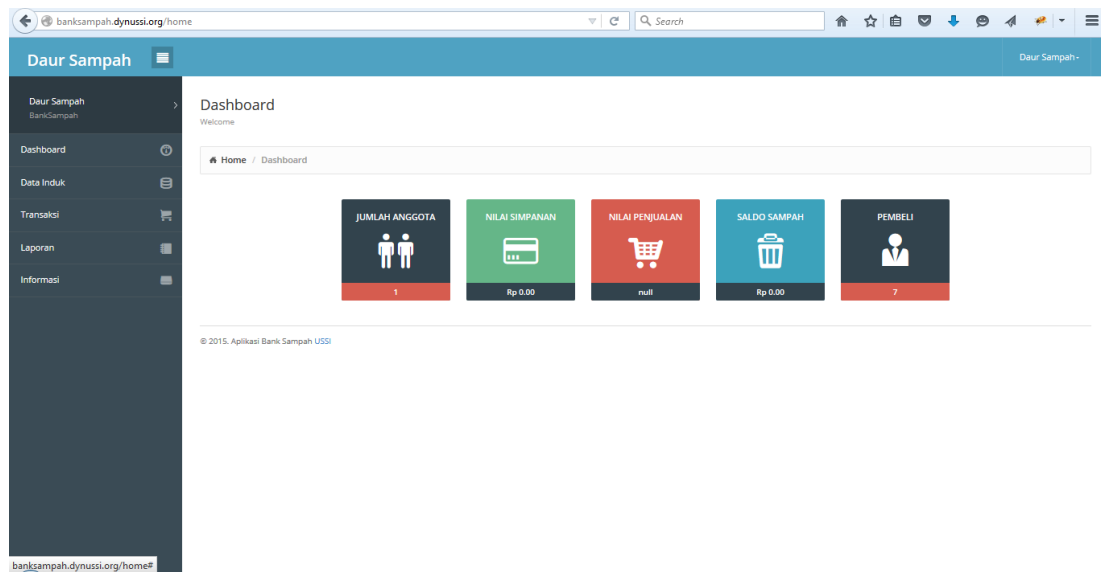 banksampah.dynussi.org/home
Search
Daur Sampah
Daur Sampah
Daur Sampah
BankSampah
Dashboard
Data Induk
Transaksi
Laporan
Informasi
Dashboard
Welcome
Home / Dashboard
JUMLAH ANGGOTA
1
NILAI SIMPANAN
Rp 0.00
NILAI PENJUALAN
null
SALDO SAMPAH
Rp 0.00
PEMBELI
7
© 2015. Aplikasi Bank Sampah USSI
banksampah.dynussi.org/home#